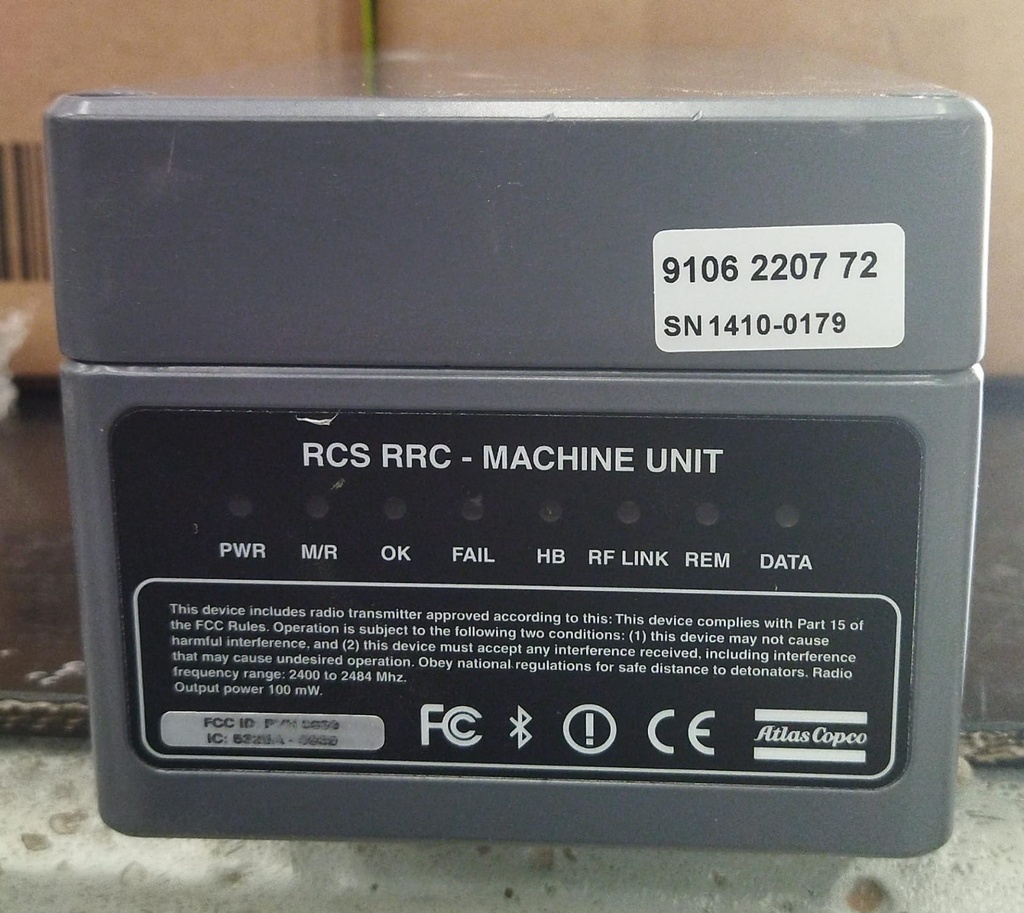 9106 2207 72
SN 1410-0179
RCS RRC - MACHINE UNIT
PWR M/R OK FAIL HB RF LINK REM DATA
This device includes radio transmitter approved according to this: This device complies with Part 15 of
the FCC Rules. Operation is subject to the following two conditions: (1) this device may not cause
harmful interference, and (2) this device must accept any interference received, including interference
that may cause undesired operation. Obey national regulations for safe distance to detonators. Radio
frequency range: 2400 to 2484 Mhz.
Output power 100 mW.
FCC ID:
IC:
FC CE Atlas Copco